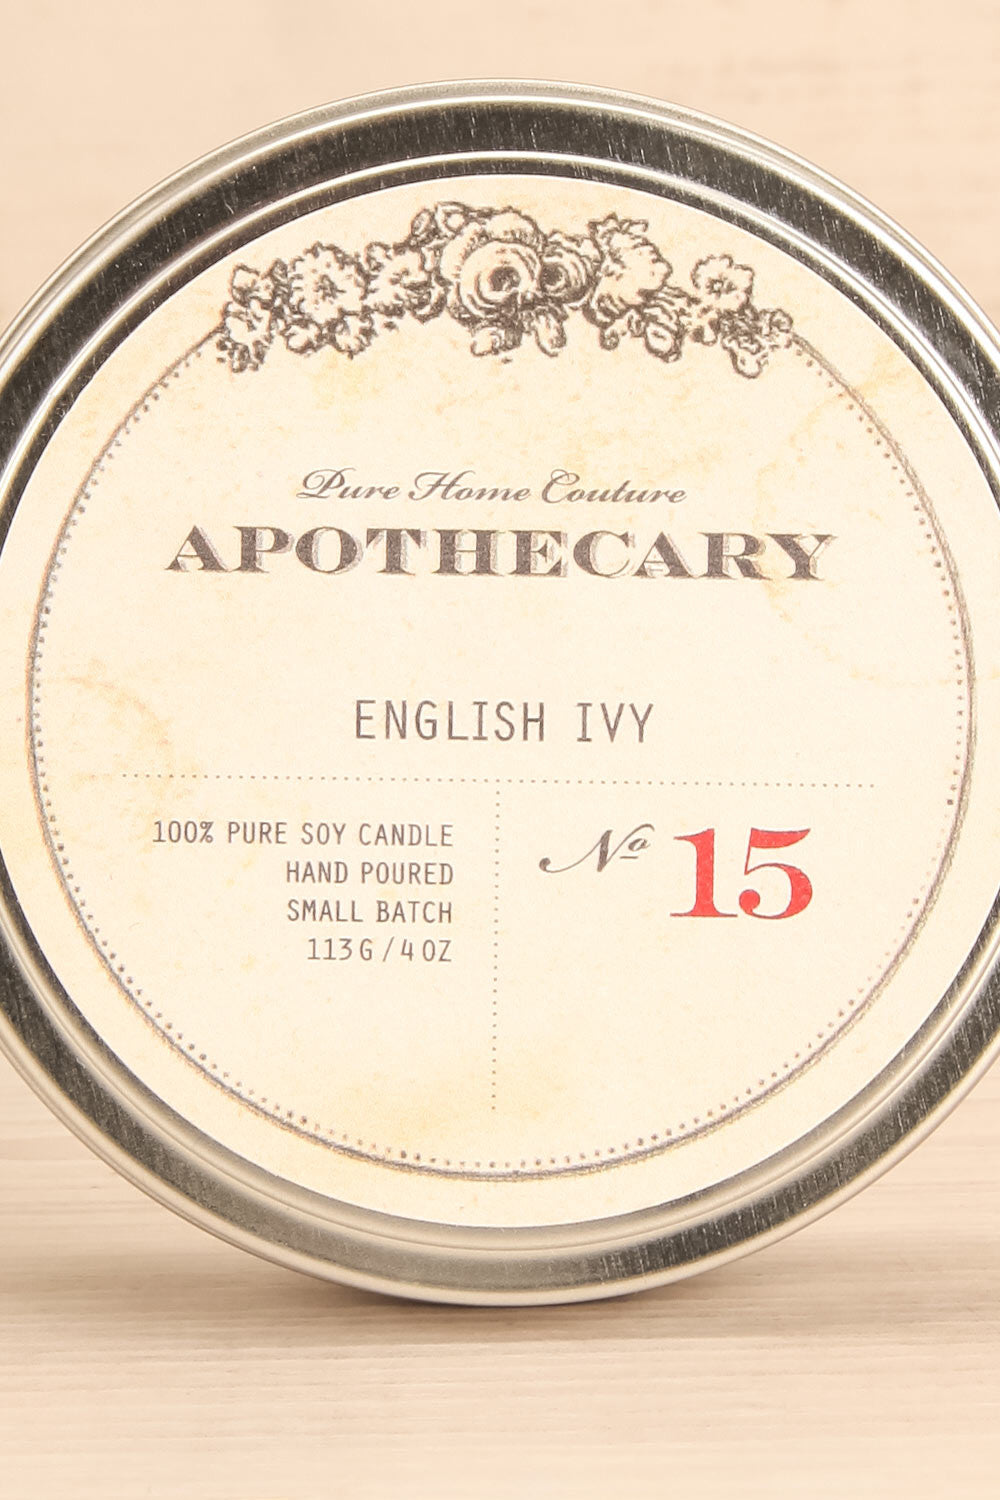 Pure Home Couture
APOTHECARY
ENGLISH IVY
100% PURE SOY CANDLE
HAND POURED
SMALL BATCH
113G/4OZ
No 15